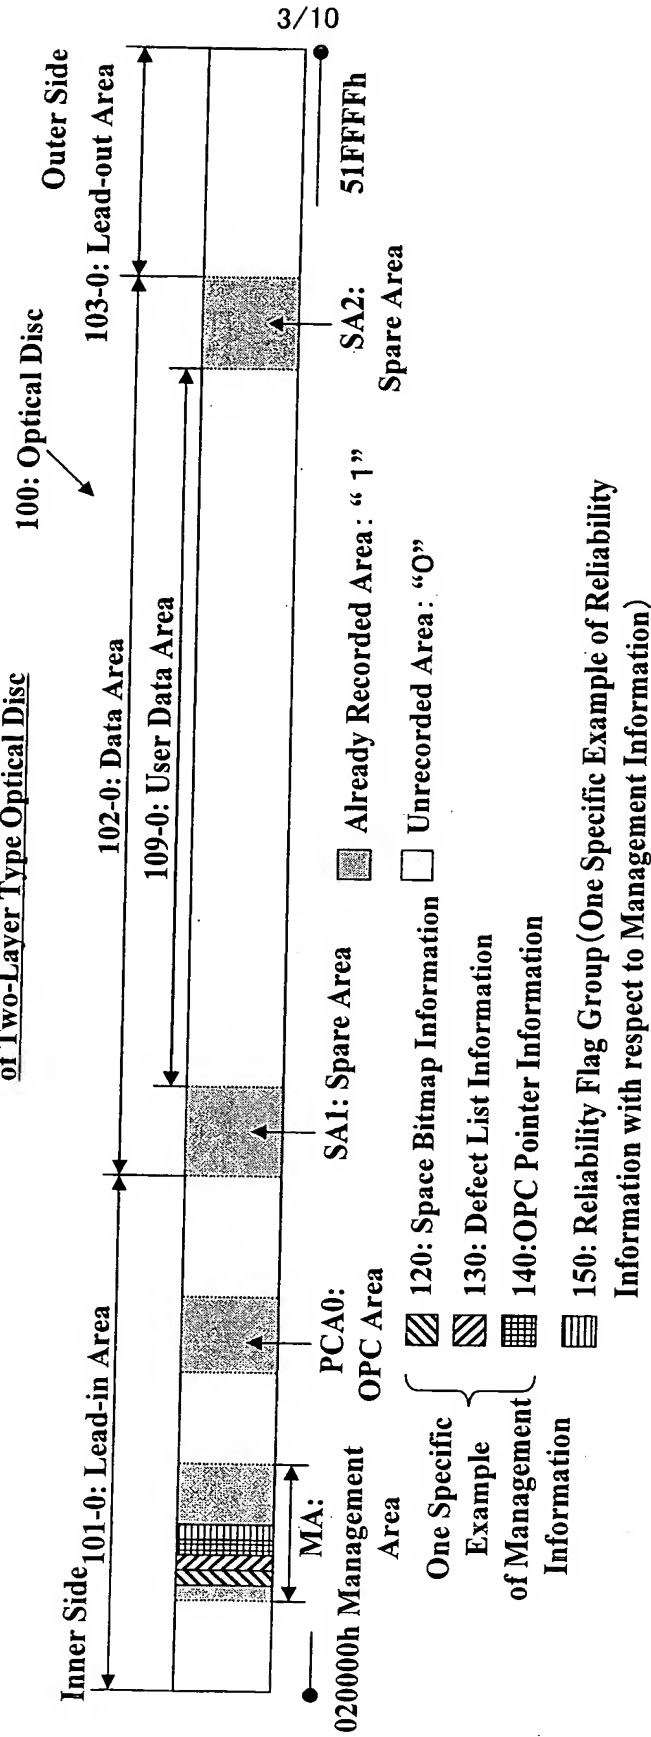 3/10
of Two-Layer Type Optical Disc
100: Optical Disc
Inner Side
Outer Side
101-0: Lead-in Area
102-0: Data Area
103-0: Lead-out Area
109-0: User Data Area
020000h
MA:
Management
Area
PCA0:
OPC Area
SA1: Spare Area
SA2:
Spare Area
51FFFFh
One Specific
Example
of Management
Information
120: Space Bitmap Information
130: Defect List Information
140:OPC Pointer Information
150: Reliability Flag Group(One Specific Example of Reliability
Information with respect to Management Information)
Already Recorded Area: “ 1”
Unrecorded Area: “0”